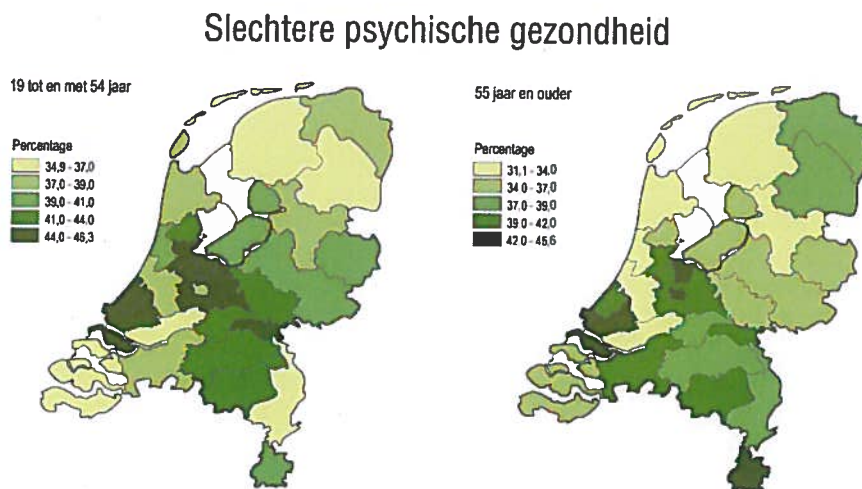 Slechtere psychische gezondheid
19 tot en met 54 jaar
Percentage
34,9 - 37,0
37,0 - 39,0
39,0 - 41,0
41,0 - 44,0
44,0 - 46,3
55 jaar en ouder
Percentage
31,1 - 34,0
34,0 - 37,0
37,0 - 39,0
39,0 - 42,0
42,0 - 45,6